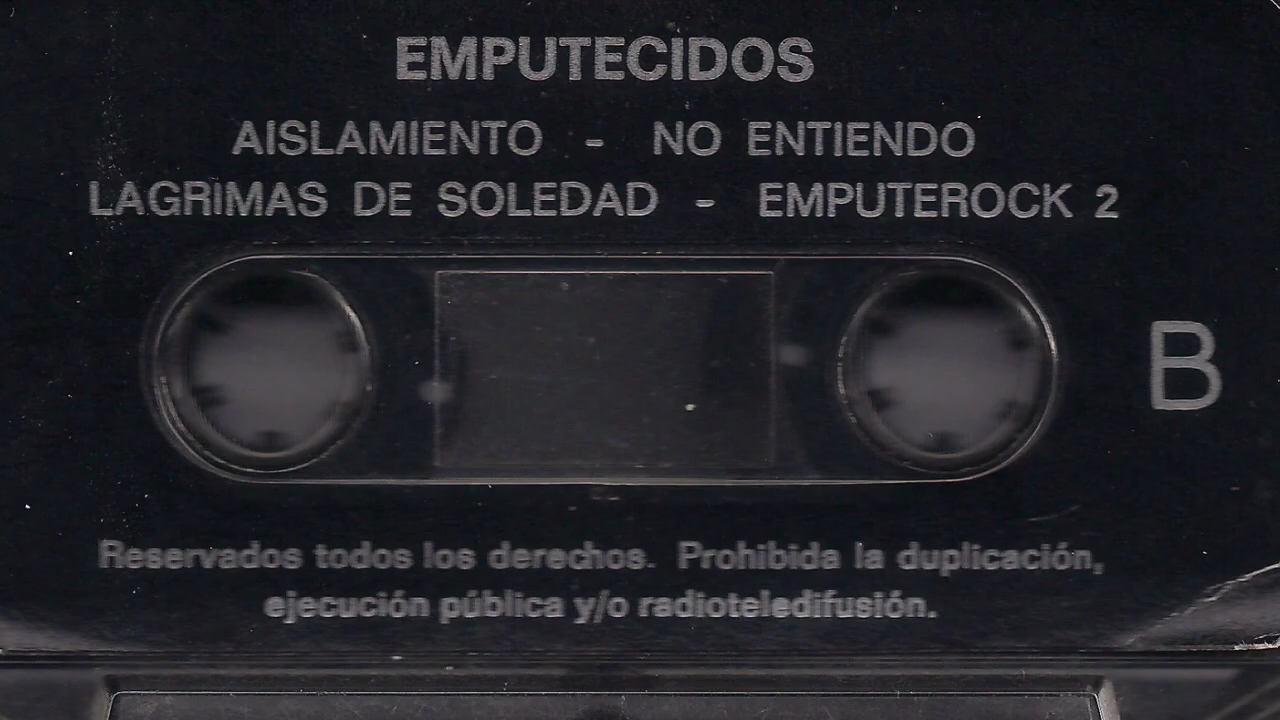 EMPUTECIDOS
AISLAMIENTO - NO ENTIENDO
LAGRIMAS DE SOLEDAD - EMPUTEROCK 2
B
Reservados todos los derechos. Prohibida la duplicación,
ejecución pública y/o radioteledifusión.